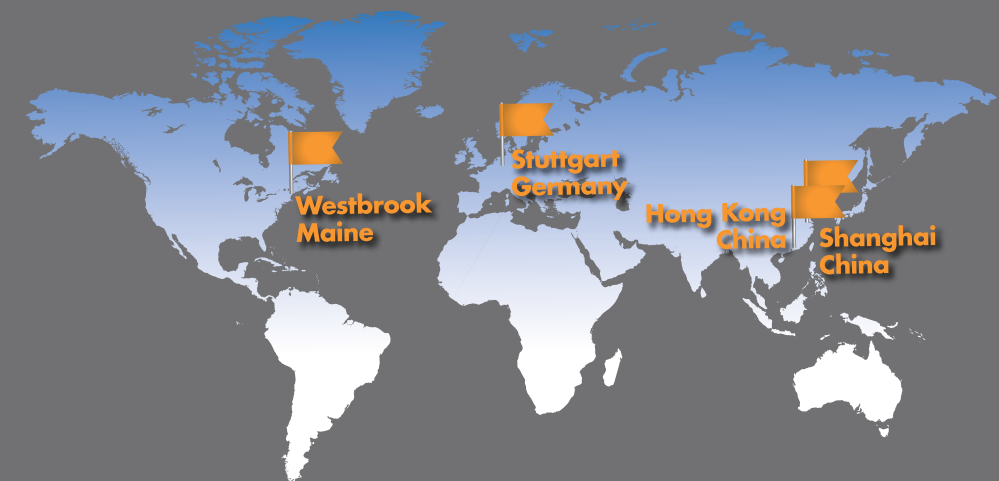 Westbrook
Maine
Stuttgart
Germany
Hong Kong
China
Shanghai
China